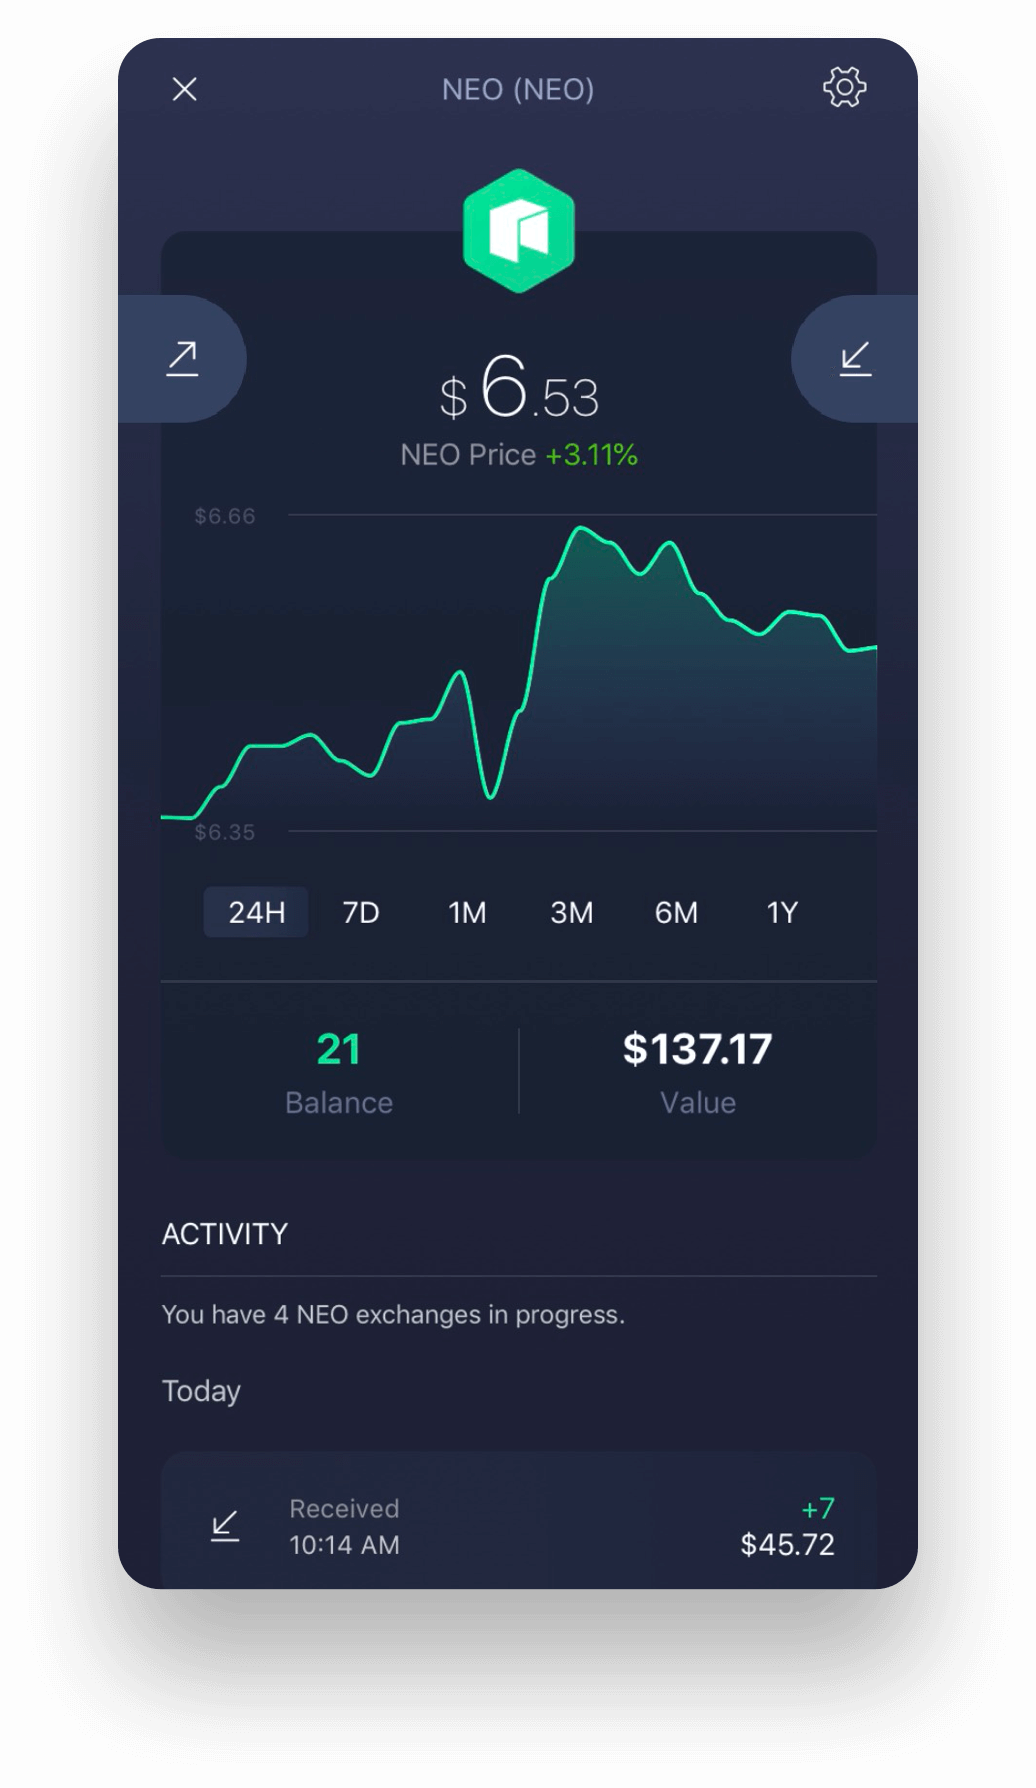 NEO (NEO)
$6.53
NEO Price +3.11%
$6.66
$6.35
24H 7D 1M 3M 6M 1Y
21 $137.17
Balance Value
ACTIVITY
You have 4 NEO exchanges in progress.
Today
Received +7
10:14 AM $45.72